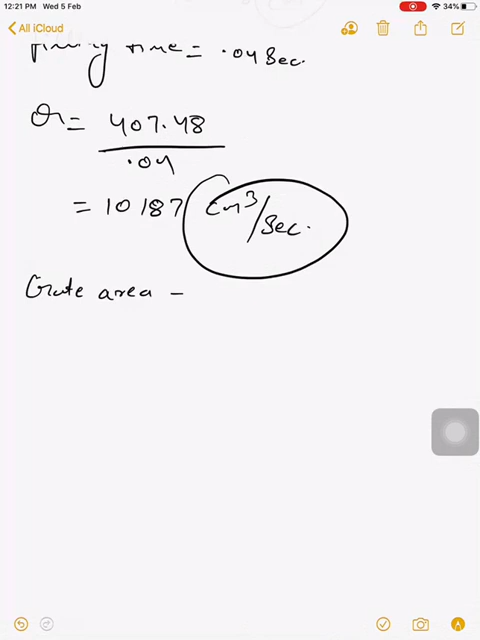 12:21 PM Wed 5 Feb
34%
All iCloud
time = .04 Sec.
Q = 407.48
.04
= 10187 cm³/Sec.
Gate area -